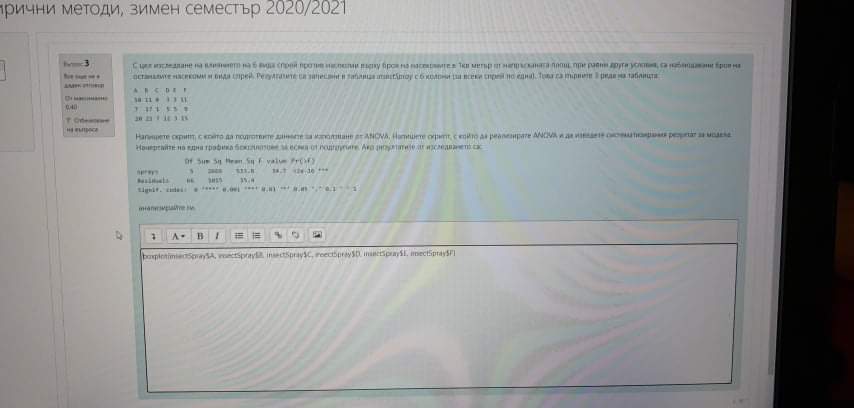 ирични методи, зимен семестър 2020/2021
Въпрос 3
Все още не е
даден отговор
От максимално
0,40
Отбелязване
на въпроса
С цел изследване на влиянието на 6 вида спрей против насекоми върху броя на насекомите в 1кв метър от напръсканата площ, при равни други условия, са наблюдавани броя на
останалите насекоми и вида спрей. Резултатите са записани в таблица insectSpray с 6 колони (за всеки спрей по една). Това са първите 3 реда на таблицата:
A B C D E F
10 11 0 3 3 11
7 17 1 5 5 9
20 21 7 12 3 15
Напишете скрипт, с който да подготвите данните за използване от ANOVA. Напишете скрипт, с който да реализирате ANOVA и да изведете систематизирания резултат за модела.
Начертайте на една графика боксплотове за всяка от подгрупите. Ако резултатите от изследването са:
Df Sum Sq Mean Sq F value Pr(>F)
sprays 5 2669 533.8 34.7 <2e-16 ***
Residuals 66 1015 15.4
Signif. codes: 0 '***' 0.001 '**' 0.01 '*' 0.05 '.' 0.1 ' ' 1
анализирайте ги.
A B I
boxplot(insectSpray$A, insectSpray$B, insectSpray$C, insectSpray$D, insectSpray$E, insectSpray$F)